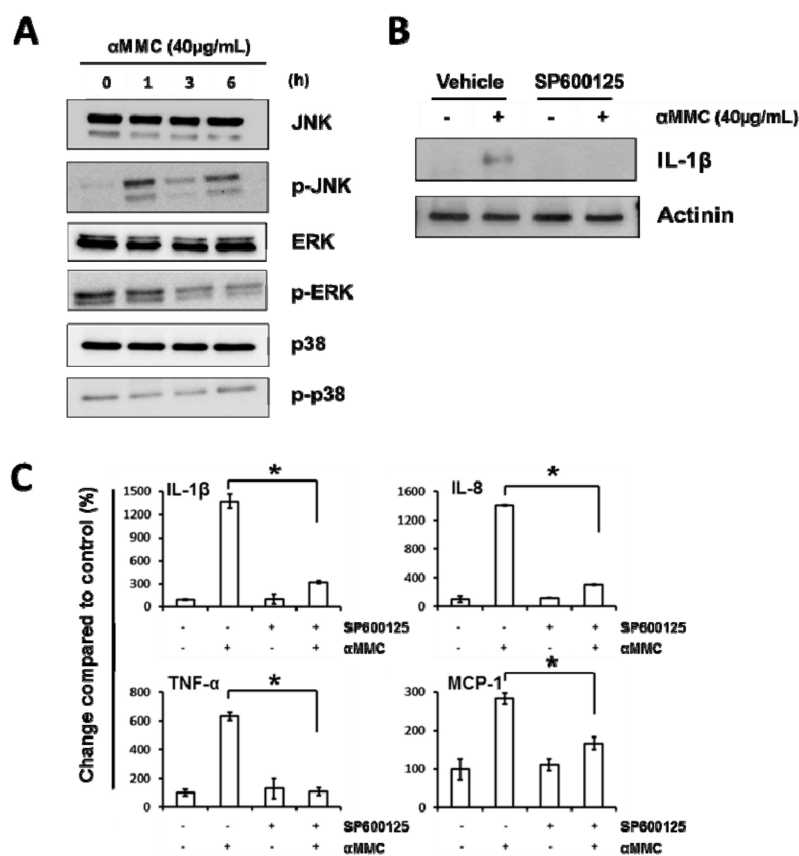 A
αMMC (40μg/mL)
0 1 3 6 (h)
JNK
p-JNK
ERK
p-ERK
p38
p-p38
B
Vehicle SP600125
- + - + αMMC (40μg/mL)
IL-1β
Actinin
C
Change compared to control (%)
IL-1β
*
1500
1200
900
600
300
0
- - + + SP600125
- + - + αMMC
IL-8
*
1600
1200
800
400
0
- - + + SP600125
- + - + αMMC
TNF-α
*
800
600
400
200
0
- - + + SP600125
- + - + αMMC
MCP-1
*
300
200
100
0
- - + + SP600125
- + - + αMMC